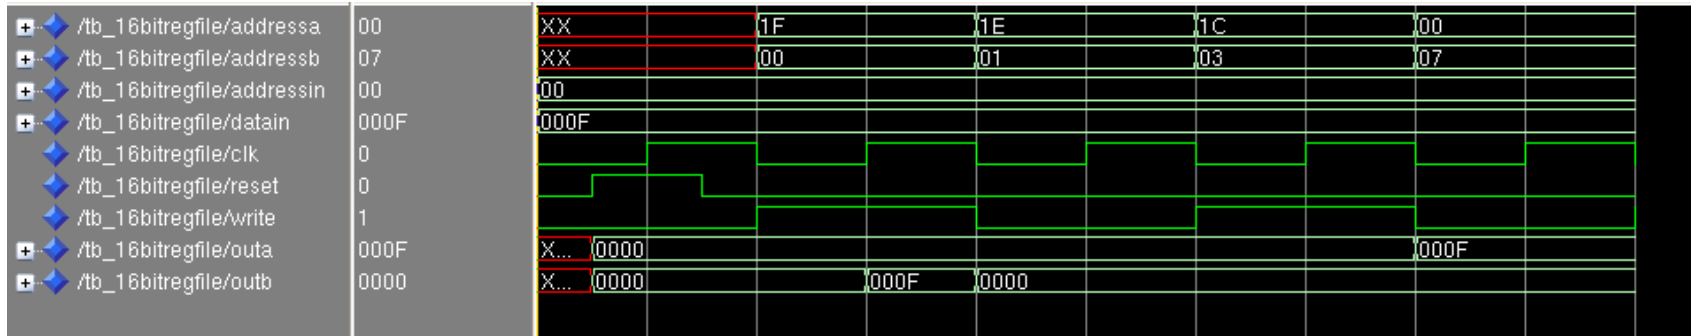 /tb_16bitregfile/addressa 00 XX 1F 1E 1C 00
/tb_16bitregfile/addressb 07 XX 00 01 03 07
/tb_16bitregfile/addressin 00 00
/tb_16bitregfile/datain 000F 000F
/tb_16bitregfile/clk 0
/tb_16bitregfile/reset 0
/tb_16bitregfile/write 1
/tb_16bitregfile/outa 000F X... 0000 000F
/tb_16bitregfile/outb 0000 X... 0000 000F 0000